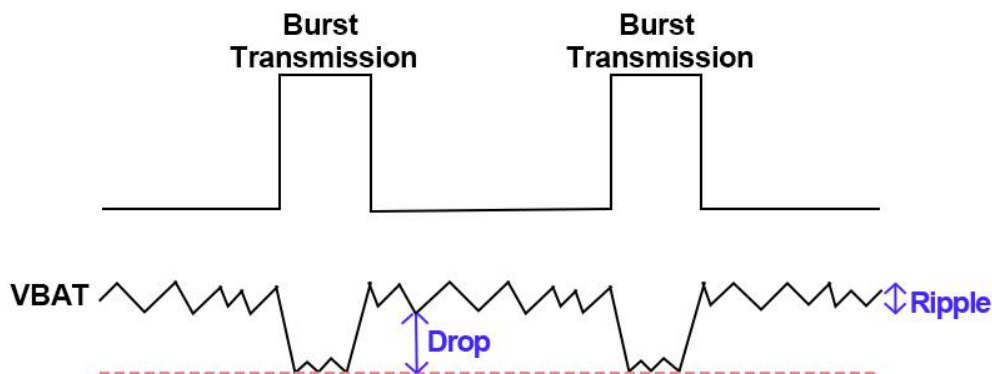 Burst
Transmission
Burst
Transmission
VBAT
Drop
Ripple